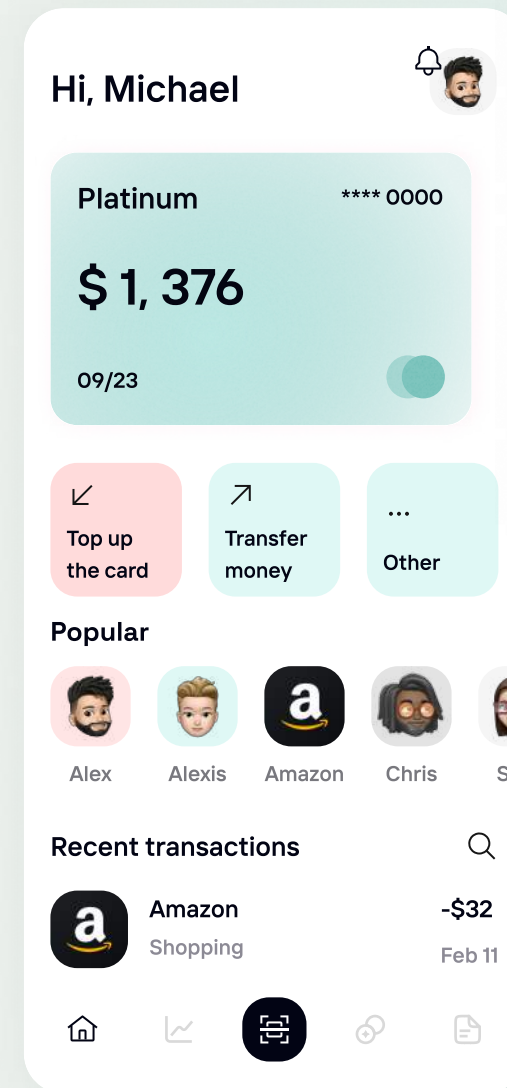 Hi, Michael
Platinum
**** 0000
$ 1, 376
09/23
Top up
the card
Transfer
money
...
Other
Popular
a
Alex
Alexis
Amazon
Chris
S
Recent transactions
a
Amazon
-$32
Shopping
Feb 11